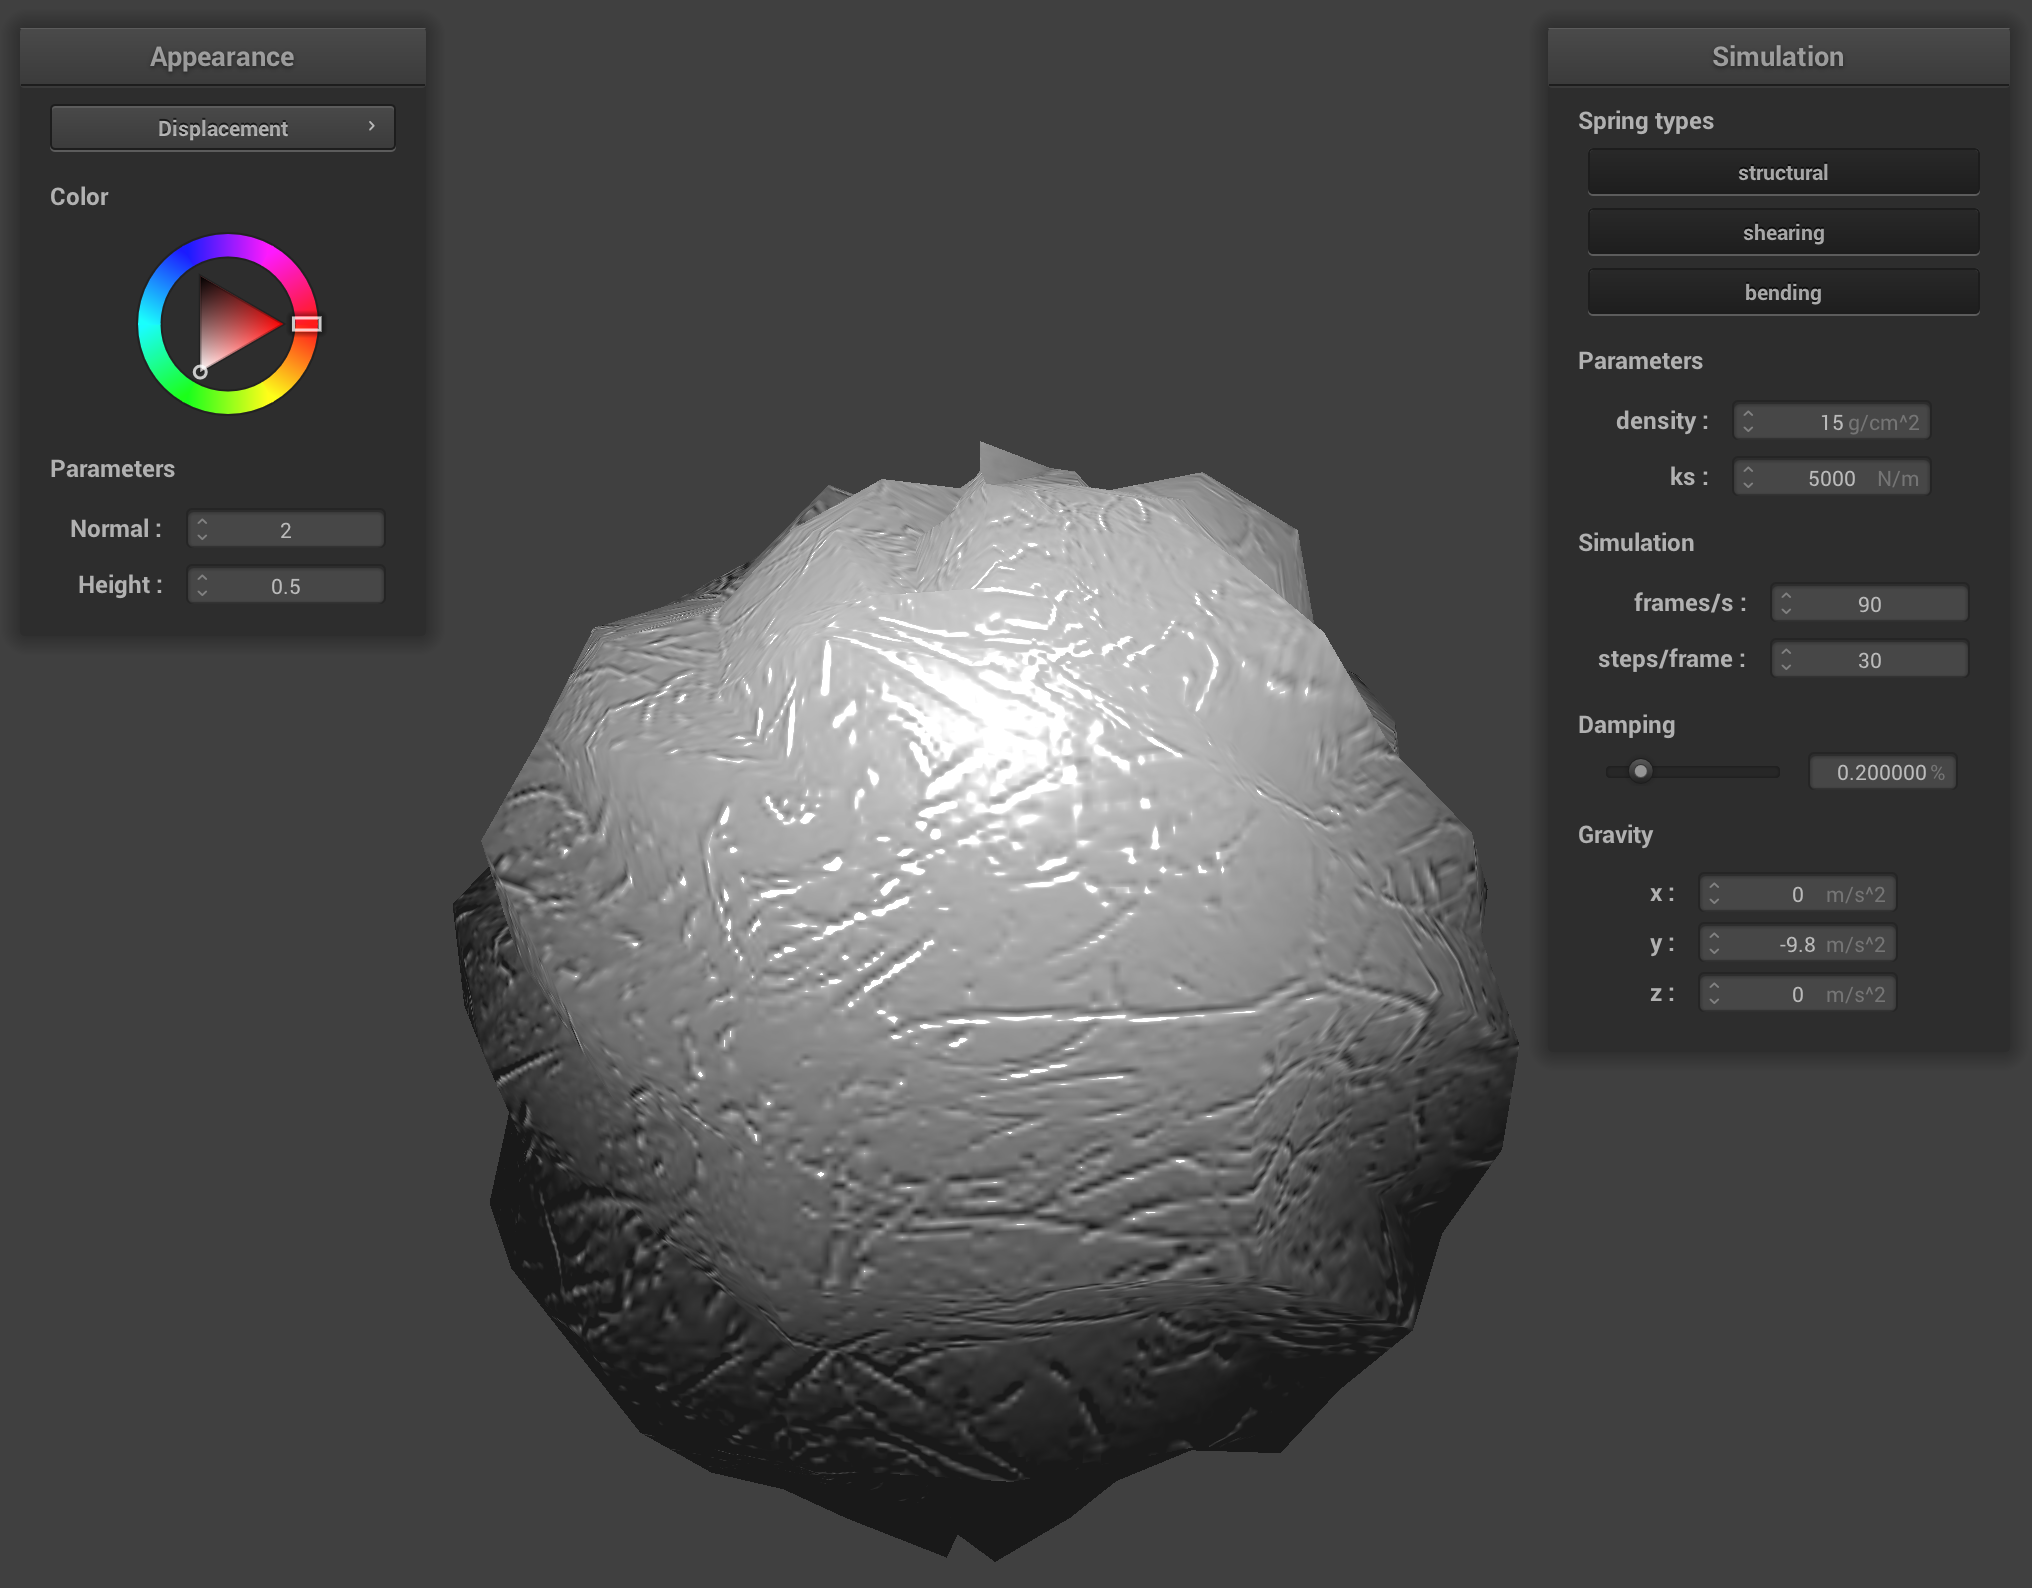 Appearance
Displacement
Color
Parameters
Normal : 2
Height : 0.5
Simulation
Spring types
structural
shearing
bending
Parameters
density : 15 g/cm^2
ks : 5000 N/m
Simulation
frames/s : 90
steps/frame : 30
Damping
0.200000 %
Gravity
x : 0 m/s^2
y : -9.8 m/s^2
z : 0 m/s^2